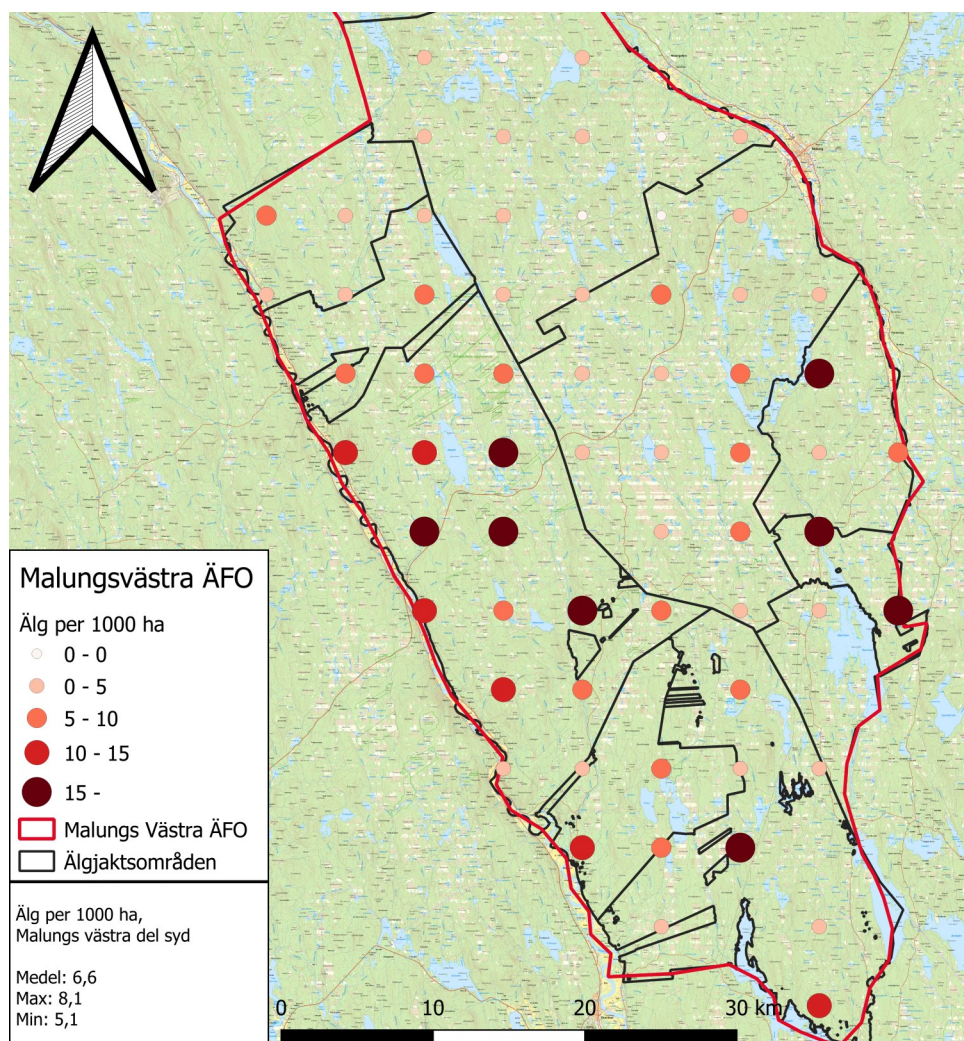 Malungsvästra ÄFO
Älg per 1000 ha
0 - 0
0 - 5
5 - 10
10 - 15
15 -
Malungs Västra ÄFO
Älgjaktsområden
Älg per 1000 ha,
Malungs västra del syd
Medel: 6,6
Max: 8,1
Min: 5,1
0 10 20 30 km